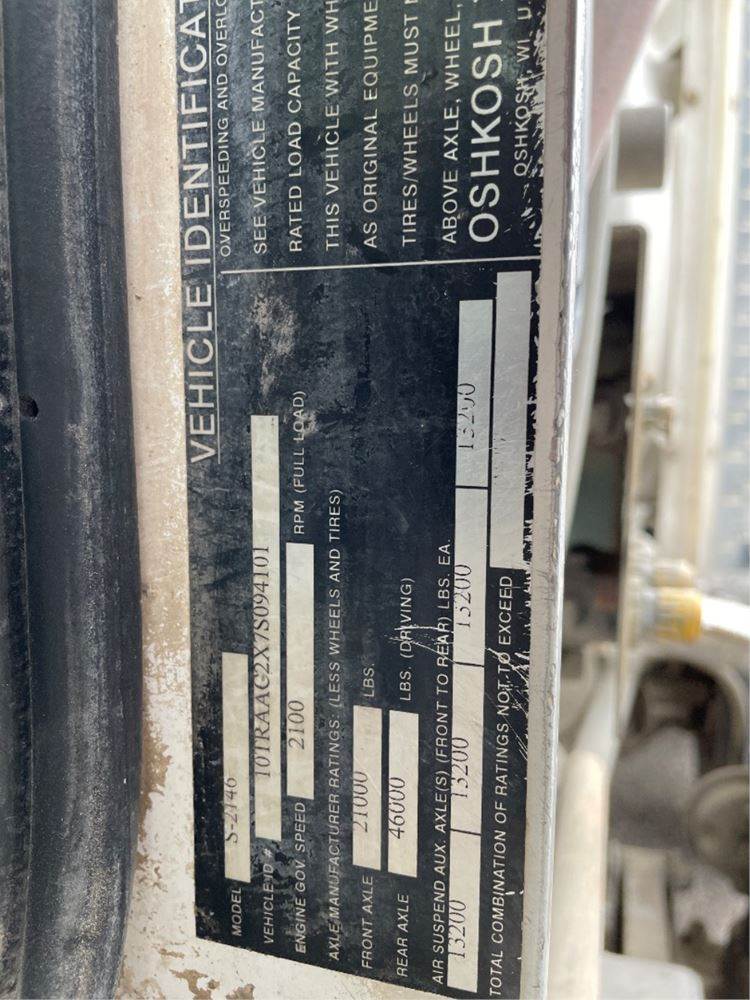 VEHICLE IDENTIFICAT
MODEL S-2146
VEHICLE ID # 10TRAAG2X7S094101
ENGINE GOV. SPEED 2100 RPM (FULL LOAD)
AXLE MANUFACTURER RATINGS: (LESS WHEELS AND TIRES)
FRONT AXLE 21000 LBS.
REAR AXLE 46000 LBS. (DRIVING)
AIR SUSPEND AUX. AXLE(S) (FRONT TO REAR) LBS. EA.
13200 13200 13200 13200
TOTAL COMBINATION OF RATINGS NOT TO EXCEED
OVERSPEEDING AND OVERLO
SEE VEHICLE MANUFACT
RATED LOAD CAPACITY
THIS VEHICLE WITH WH
AS ORIGINAL EQUIPME
TIRES/WHEELS MUST
ABOVE AXLE, WHEEL,
OSHKOSH
OSHKOSH, WI, U.